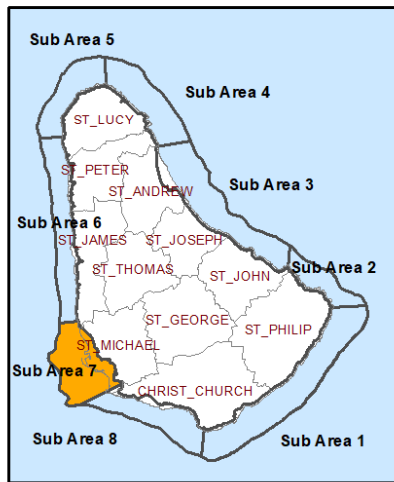 Sub Area 5
Sub Area 4
ST_LUCY
ST_PETER
ST_ANDREW
Sub Area 3
Sub Area 6
ST_JAMES
ST_JOSEPH
ST_THOMAS
ST_JOHN
Sub Area 2
ST_GEORGE
ST_PHILIP
ST_MICHAEL
Sub Area 7
CHRIST_CHURCH
Sub Area 8
Sub Area 1